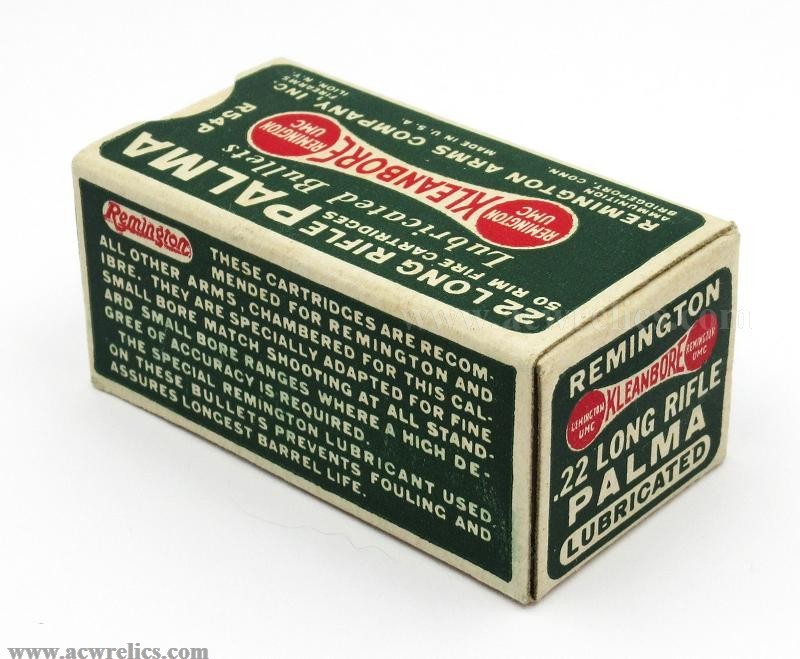 R54P
.22 LONG RIFLE PALMA
50 RIM FIRE CARTRIDGES Lubricated Bullets
REMINGTON UMC KLEANBORE REMINGTON UMC
REMINGTON ARMS COMPANY, INC.
FIREARMS
ILION, N.Y.
MADE IN U.S.A.
AMMUNITION
BRIDGEPORT, CONN.
Remington
THESE CARTRIDGES ARE RECOM-
MENDED FOR REMINGTON AND
ALL OTHER ARMS, CHAMBERED FOR THIS CAL-
IBRE. THEY ARE SPECIALLY ADAPTED FOR FINE
SMALL BORE MATCH SHOOTING AT ALL STAND-
ARD SMALL BORE RANGES WHERE A HIGH DE-
GREE OF ACCURACY IS REQUIRED.
THE SPECIAL REMINGTON LUBRICANT USED
ON THESE BULLETS PREVENTS FOULING AND
ASSURES LONGEST BARREL LIFE.
REMINGTON
REMINGTON UMC KLEANBORE REMINGTON UMC
.22 LONG RIFLE
PALMA
LUBRICATED
www.acwrelics.com
www.acwrelics.com